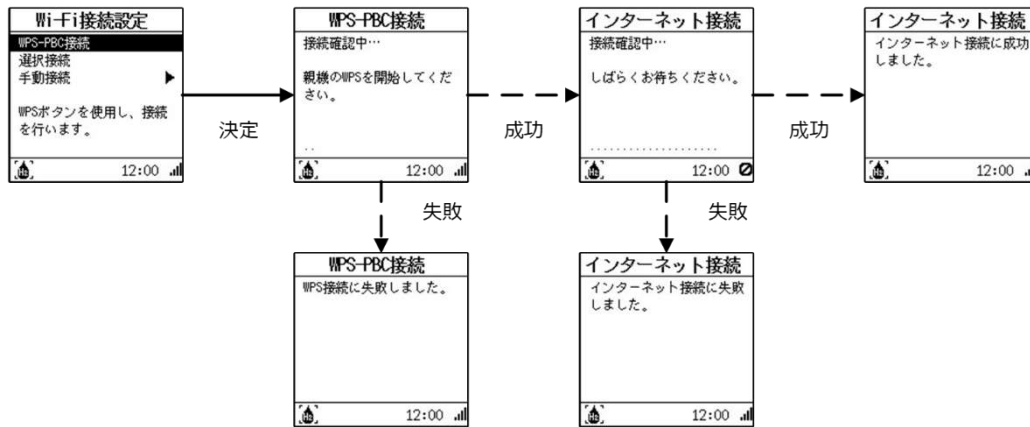 Wi-Fi接続設定
WPS-PBC接続
選択接続
手動接続
WPSボタンを使用し、接続
を行います。
12:00
決定
WPS-PBC接続
接続確認中…
親機のWPSを開始してくだ
さい。
..
12:00
成功
インターネット接続
接続確認中…
しばらくお待ちください。
....................
12:00
成功
インターネット接続
インターネット接続に成功
しました。
12:00
失敗
失敗
WPS-PBC接続
WPS接続に失敗しました。
12:00
インターネット接続
インターネット接続に失敗
しました。
12:00